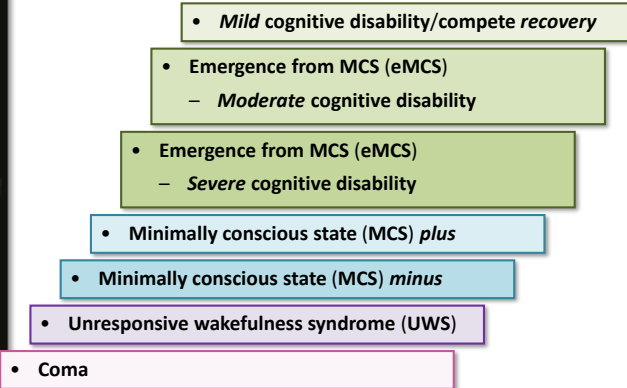 • Mild cognitive disability/compete recovery
• Emergence from MCS (eMCS)
– Moderate cognitive disability
• Emergence from MCS (eMCS)
– Severe cognitive disability
• Minimally conscious state (MCS) plus
• Minimally conscious state (MCS) minus
• Unresponsive wakefulness syndrome (UWS)
• Coma